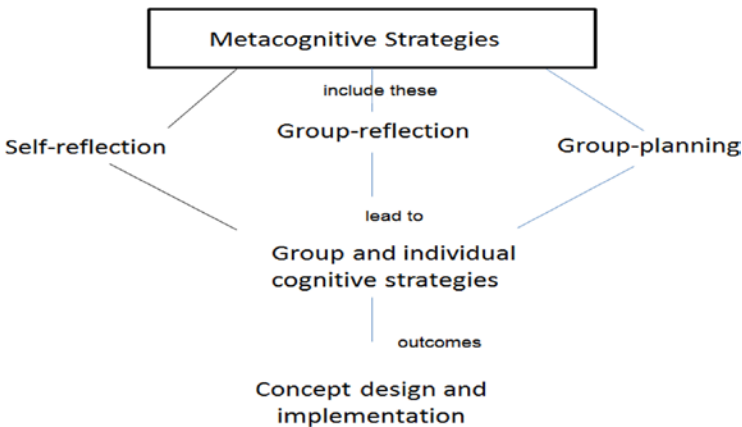 Metacognitive Strategies
include these
Group-reflection
Self-reflection
Group-planning
lead to
Group and individual
cognitive strategies
outcomes
Concept design and
implementation